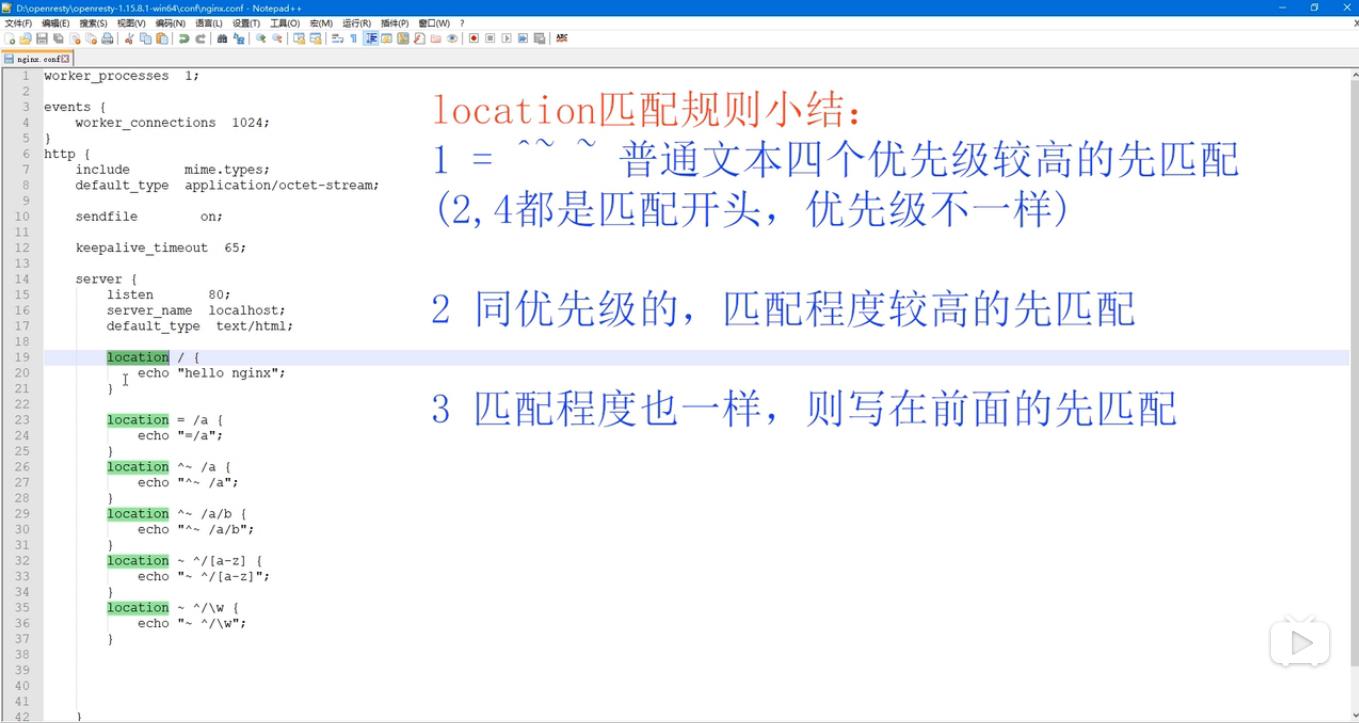 D:\openresty\openresty-1.15.8.1-win64\conf\nginx.conf - Notepad++
文件(F) 编辑(E) 搜索(S) 视图(V) 编码(N) 语言(L) 设置(T) 工具(O) 宏(M) 运行(R) 插件(P) 窗口(W) ?
nginx.conf
1 worker_processes  1;
2
3 events {
4     worker_connections  1024;
5 }
6 http {
7     include       mime.types;
8     default_type  application/octet-stream;
9
10     sendfile        on;
11
12     keepalive_timeout  65;
13
14     server {
15         listen       80;
16         server_name  localhost;
17         default_type  text/html;
18
19         location / {
20             echo "hello nginx";
21         }
22
23         location = /a {
24             echo "=/a";
25         }
26         location ^~ /a {
27             echo "^~ /a";
28         }
29         location ^~ /a/b {
30             echo "^~ /a/b";
31         }
32         location ~ ^/[a-z] {
33             echo "~ ^/[a-z]";
34         }
35         location ~ ^/\w {
36             echo "~ ^/\w";
37         }
38
39
40
41
42     }
location匹配规则小结：
1 = ^~ ~ 普通文本四个优先级较高的先匹配
(2,4都是匹配开头，优先级不一样)
2 同优先级的，匹配程度较高的先匹配
3 匹配程度也一样，则写在前面的先匹配